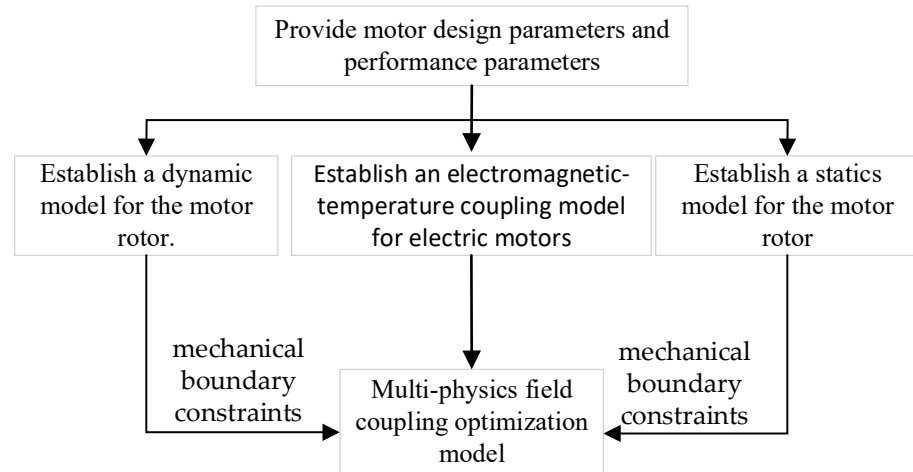 Provide motor design parameters and
performance parameters
Establish a dynamic
model for the motor
rotor.
Establish an electromagnetic-
temperature coupling model
for electric motors
Establish a statics
model for the motor
rotor
mechanical
boundary
constraints
mechanical
boundary
constraints
Multi-physics field
coupling optimization
model